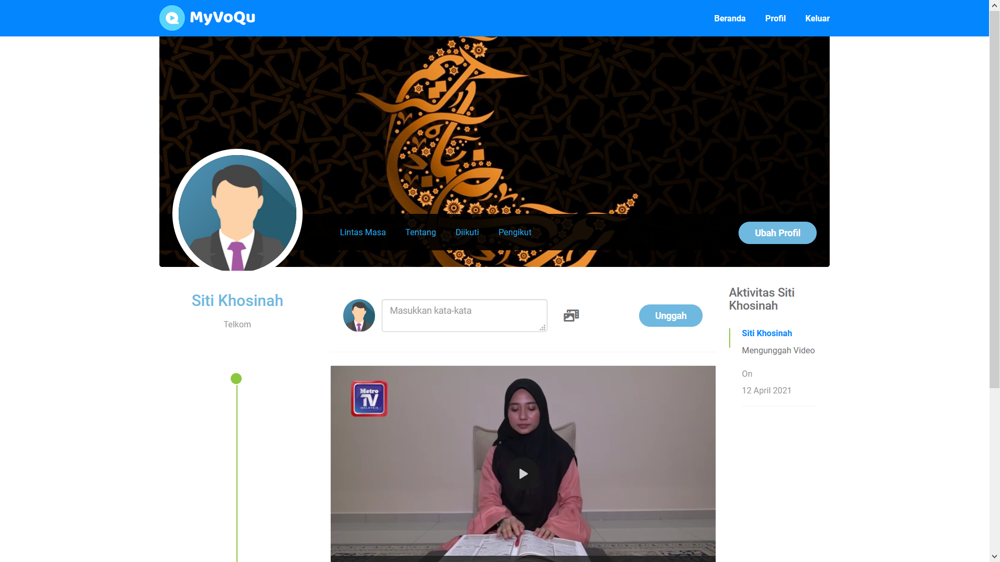 MyVoQu
Beranda Profil Keluar
Lintas Masa Tentang Diikuti Pengikut
Ubah Profil
Siti Khosinah
Telkom
Masukkan kata-kata
Unggah
Aktivitas Siti
Khosinah
Siti Khosinah
Mengunggah Video
On
12 April 2021
Metro
TV
MALAYSIA